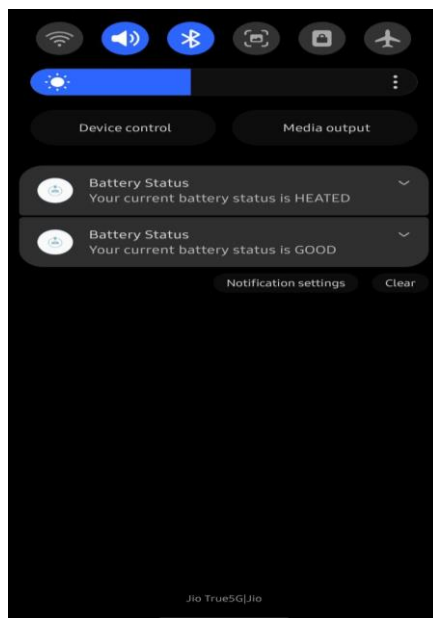 Device control
Media output
Battery Status
Your current battery status is HEATED
Battery Status
Your current battery status is GOOD
Notification settings
Clear
Jio True5G|Jio